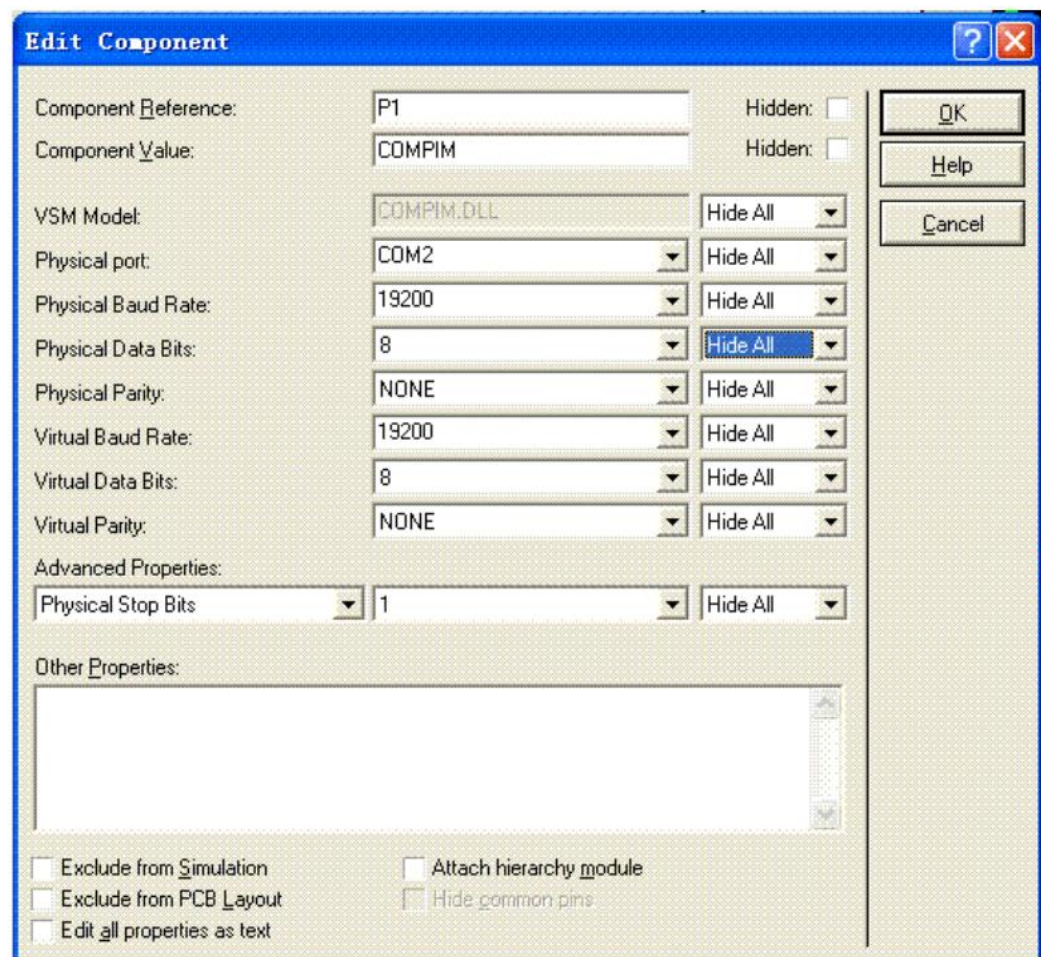 Edit Component
Component Reference: P1 Hidden:
Component Value: COMPIM Hidden:
VSM Model: COMPIM.DLL Hide All
Physical port: COM2 Hide All
Physical Baud Rate: 19200 Hide All
Physical Data Bits: 8 Hide All
Physical Parity: NONE Hide All
Virtual Baud Rate: 19200 Hide All
Virtual Data Bits: 8 Hide All
Virtual Parity: NONE Hide All
Advanced Properties:
Physical Stop Bits 1 Hide All
Other Properties:
Exclude from Simulation Attach hierarchy module
Exclude from PCB Layout Hide common pins
Edit all properties as text
OK
Help
Cancel